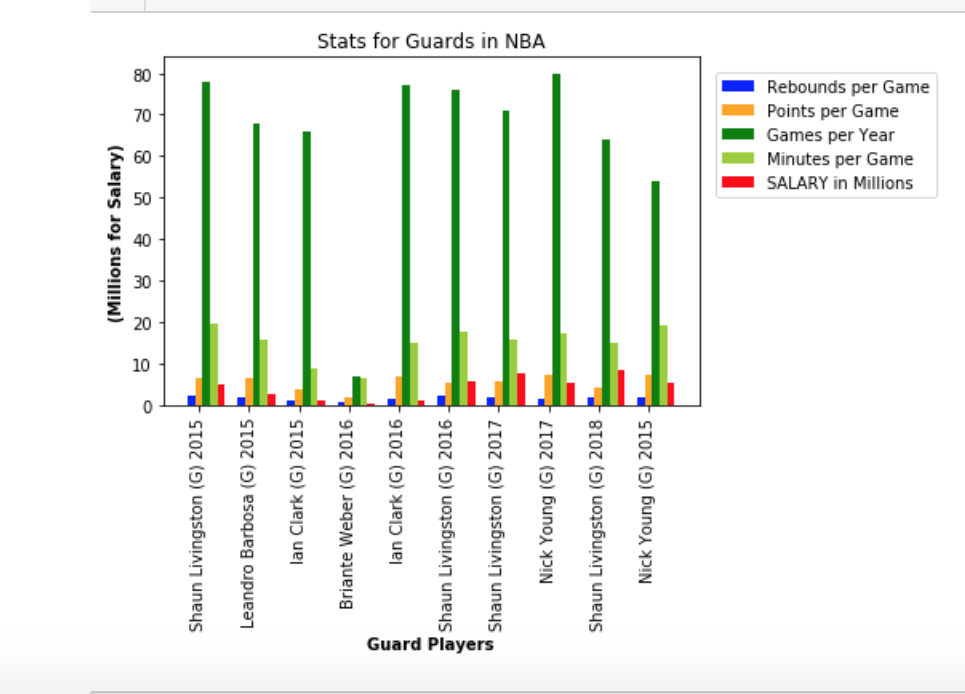 Stats for Guards in NBA
80
70
60
50
40
30
20
10
0
(Millions for Salary)
Rebounds per Game
Points per Game
Games per Year
Minutes per Game
SALARY in Millions
Shaun Livingston (G) 2015
Leandro Barbosa (G) 2015
Ian Clark (G) 2015
Briante Weber (G) 2016
Ian Clark (G) 2016
Shaun Livingston (G) 2016
Shaun Livingston (G) 2017
Nick Young (G) 2017
Shaun Livingston (G) 2018
Nick Young (G) 2015
Guard Players